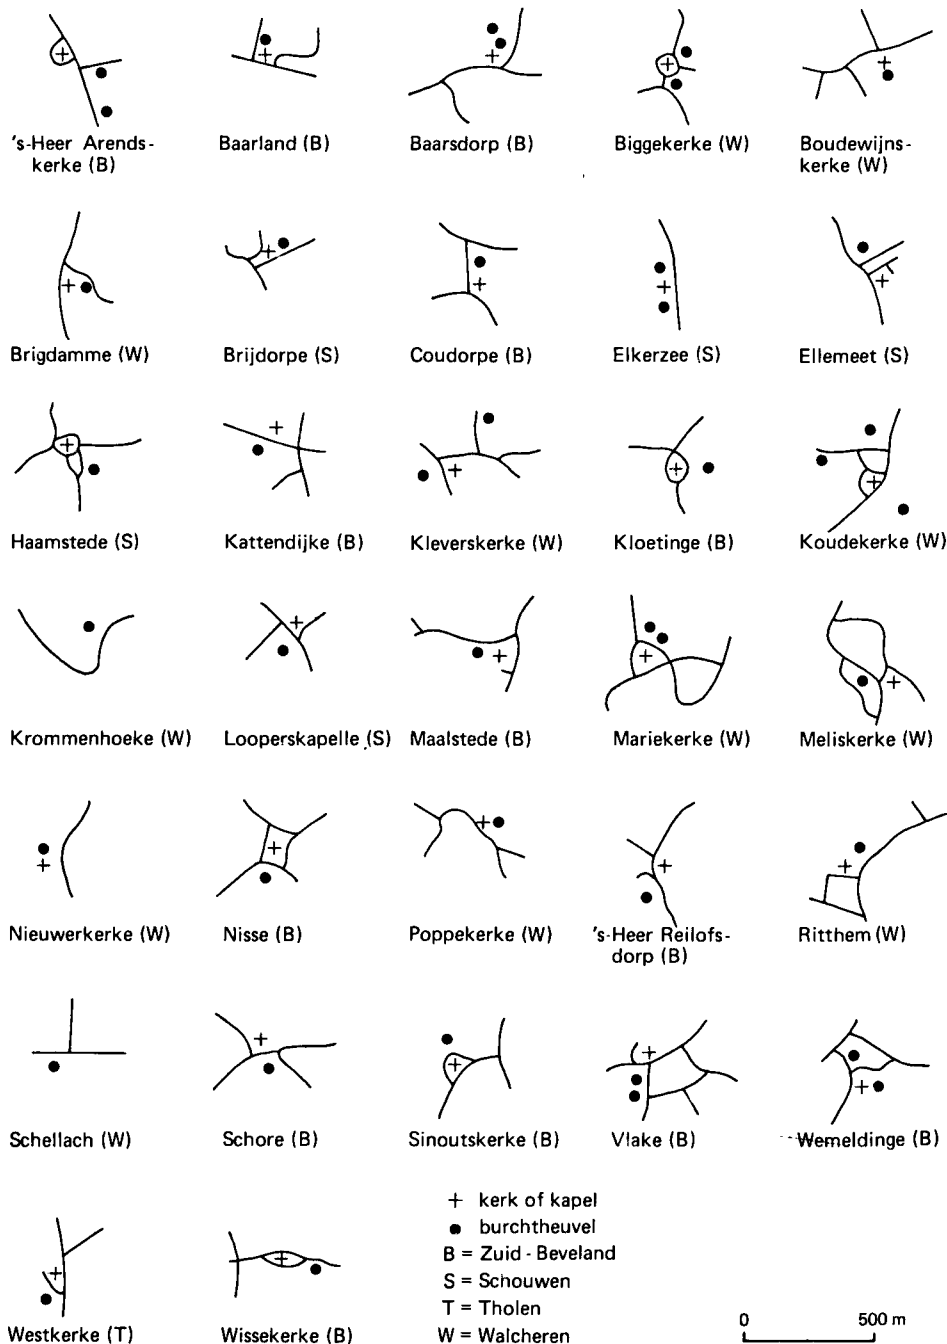 's-Heer Arends-
kerke (B)
Baarland (B)
Baarsdorp (B)
Biggekerke (W)
Boudewijns-
kerke (W)
Brigdamme (W)
Brijdorpe (S)
Coudorpe (B)
Elkerzee (S)
Ellemeet (S)
Haamstede (S)
Kattendijke (B)
Kleverskerke (W)
Kloetinge (B)
Koudekerke (W)
Krommenhoeke (W)
Looperskapelle (S)
Maalstede (B)
Mariekerke (W)
Meliskerke (W)
Nieuwerkerke (W)
Nisse (B)
Poppekerke (W)
's-Heer Reilofs-
dorp (B)
Ritthem (W)
Schellach (W)
Schore (B)
Sinoutskerke (B)
Vlake (B)
Wemeldinge (B)
Westkerke (T)
Wissekerke (B)
+ kerk of kapel
● burchtheuvel
B = Zuid-Beveland
S = Schouwen
T = Tholen
W = Walcheren
0 500 m